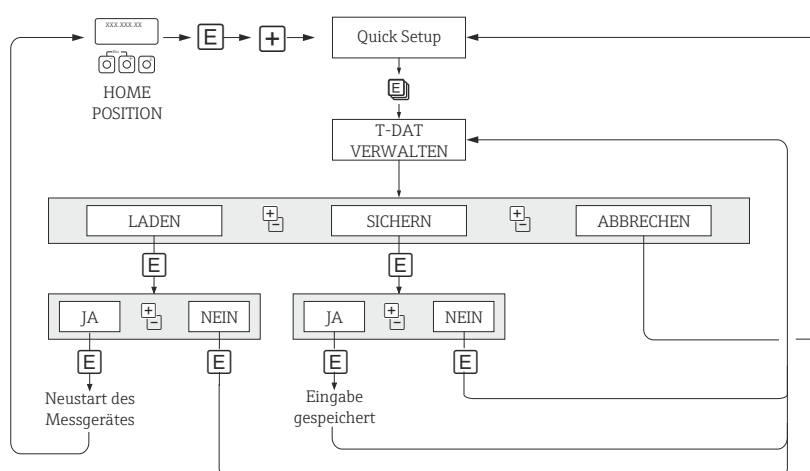 XXX.XXX.XX
Esc
E
+
Quick Setup
HOME
POSITION
E
T-DAT
VERWALTEN
LADEN
+
-
SICHERN
+
-
ABBRECHEN
E
E
JA
+
-
NEIN
JA
+
-
NEIN
E
E
E
E
Neustart des
Messgerätes
Eingabe
gespeichert